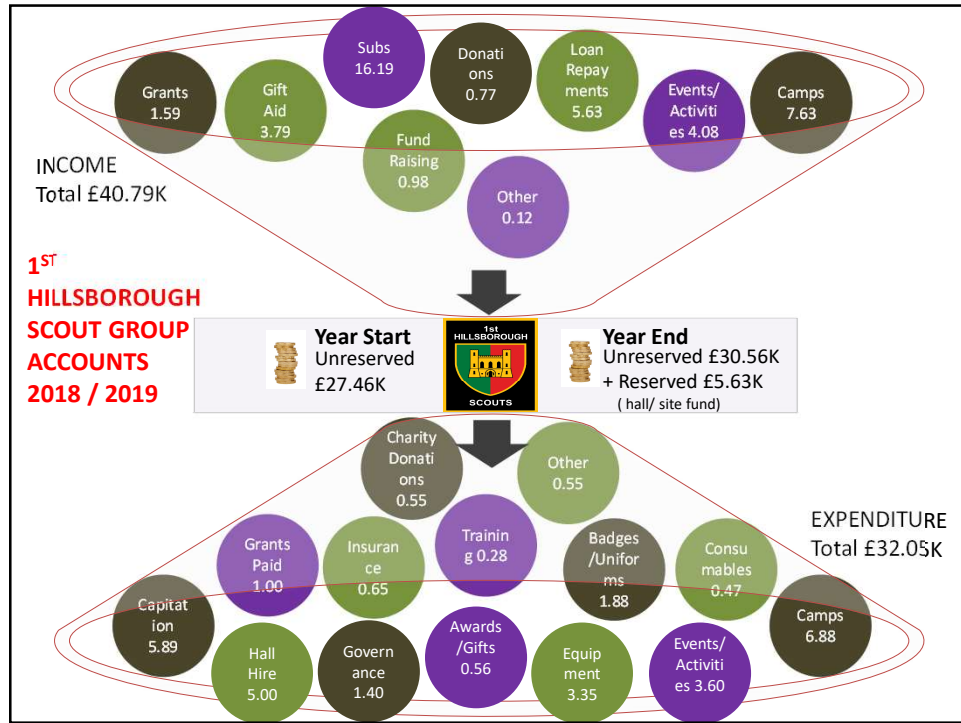 Grants
1.59
Gift
Aid
3.79
Subs
16.19
Donati
ons
0.77
Loan
Repay
ments
5.63
Events/
Activiti
es 4.08
Camps
7.63
Fund
Raising
0.98
Other
0.12
INCOME
Total £40.79K
1ST
HILLSBOROUGH
SCOUT GROUP
ACCOUNTS
2018 / 2019
Year Start
Unreserved
£27.46K
1st
HILLSBOROUGH
SCOUTS
Year End
Unreserved £30.56K
+ Reserved £5.63K
( hall/ site fund)
Charity
Donati
ons
0.55
Other
0.55
EXPENDITURE
Total £32.05K
Grants
Paid
1.00
Insuran
ce
0.65
Trainin
g 0.28
Badges
/Unifor
ms
1.88
Consu
mables
0.47
Capitat
ion
5.89
Hall
Hire
5.00
Govern
ance
1.40
Awards
/Gifts
0.56
Equip
ment
3.35
Events/
Activiti
es 3.60
Camps
6.88